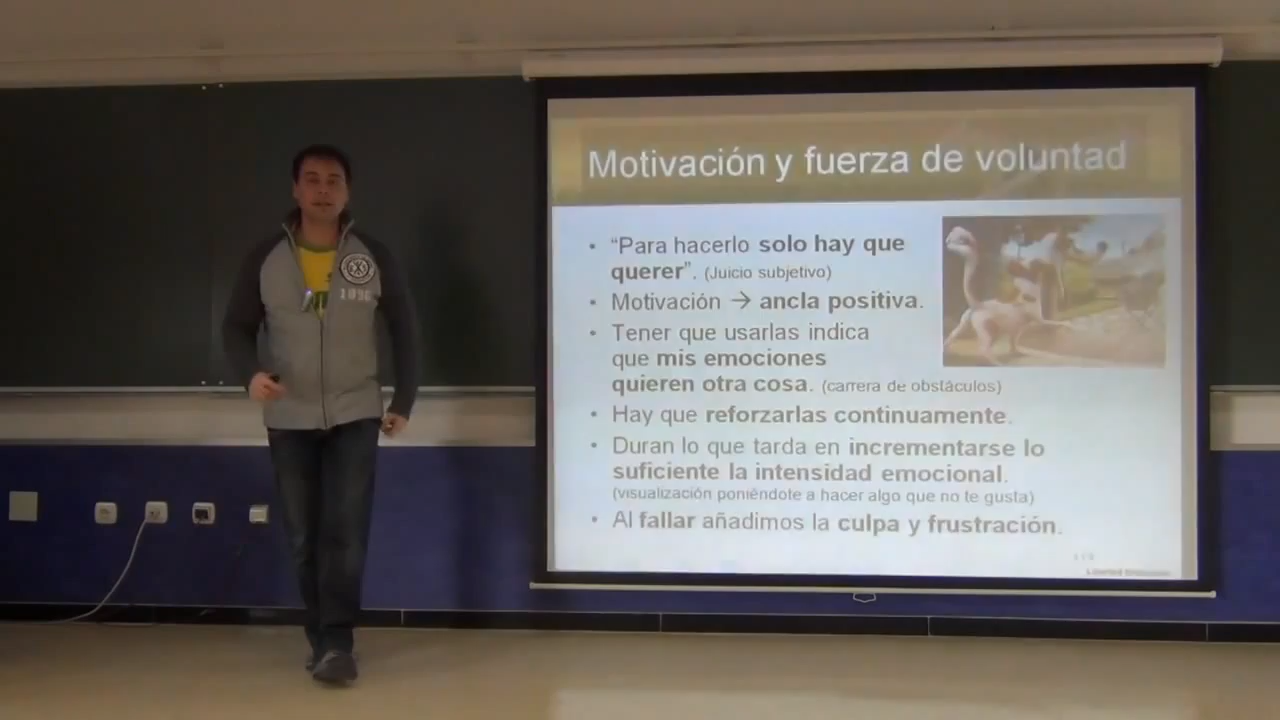 Motivación y fuerza de voluntad
• “Para hacerlo solo hay que
querer”. (Juicio subjetivo)
• Motivación → ancla positiva.
• Tener que usarlas indica
que mis emociones
quieren otra cosa. (carrera de obstáculos)
• Hay que reforzarlas continuamente.
• Duran lo que tarda en incrementarse lo
suficiente la intensidad emocional.
(visualización poniéndote a hacer algo que no te gusta)
• Al fallar añadimos la culpa y frustración.